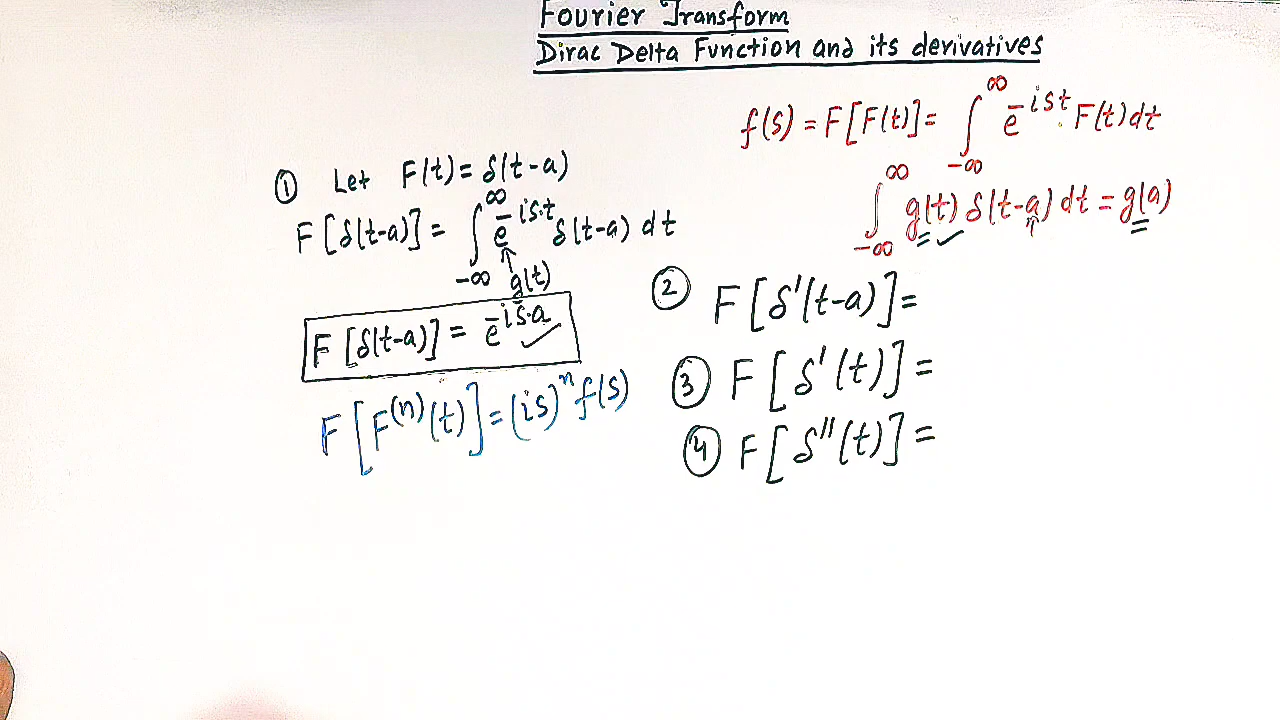 Fourier Transform
Dirac Delta Function and its derivatives
f(s) = F[F(t)] = ∫_{-∞}^{∞} e^{-ist} F(t) dt
∫_{-∞}^{∞} g(t) δ(t-a) dt = g(a)
① Let F(t) = δ(t-a)
F[δ(t-a)] = ∫_{-∞}^{∞} e^{-is·t} δ(t-a) dt
g(t)
F[δ(t-a)] = e^{-is·a}
F[F^{(n)}(t)] = (is)^n f(s)
② F[δ'(t-a)] =
③ F[δ'(t)] =
④ F[δ''(t)] =